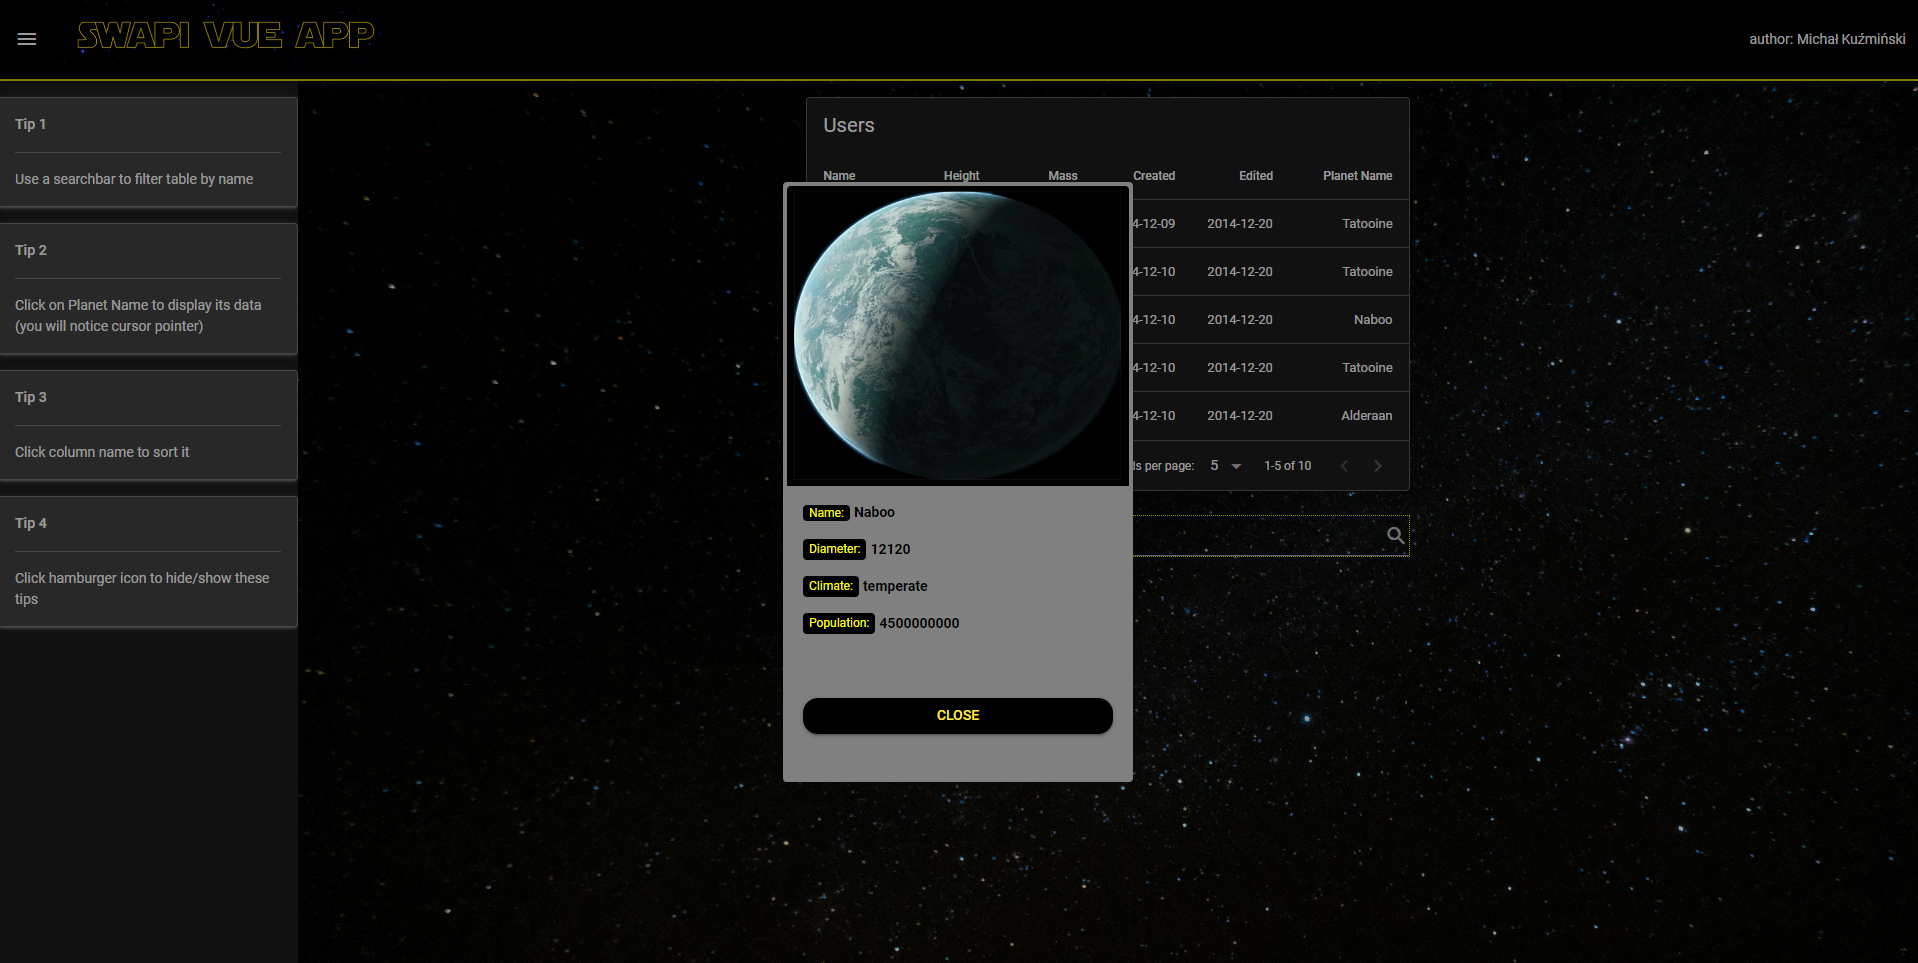 SWAPI VUE APP
author: Michał Kuźmiński
Tip 1
Use a searchbar to filter table by name
Tip 2
Click on Planet Name to display its data
(you will notice cursor pointer)
Tip 3
Click column name to sort it
Tip 4
Click hamburger icon to hide/show these
tips
Users
Name Height Mass Created Edited Planet Name
4-12-09 2014-12-20 Tatooine
4-12-10 2014-12-20 Tatooine
4-12-10 2014-12-20 Naboo
4-12-10 2014-12-20 Tatooine
4-12-10 2014-12-20 Alderaan
per page: 5 1-5 of 10
Name: Naboo
Diameter: 12120
Climate: temperate
Population: 4500000000
CLOSE